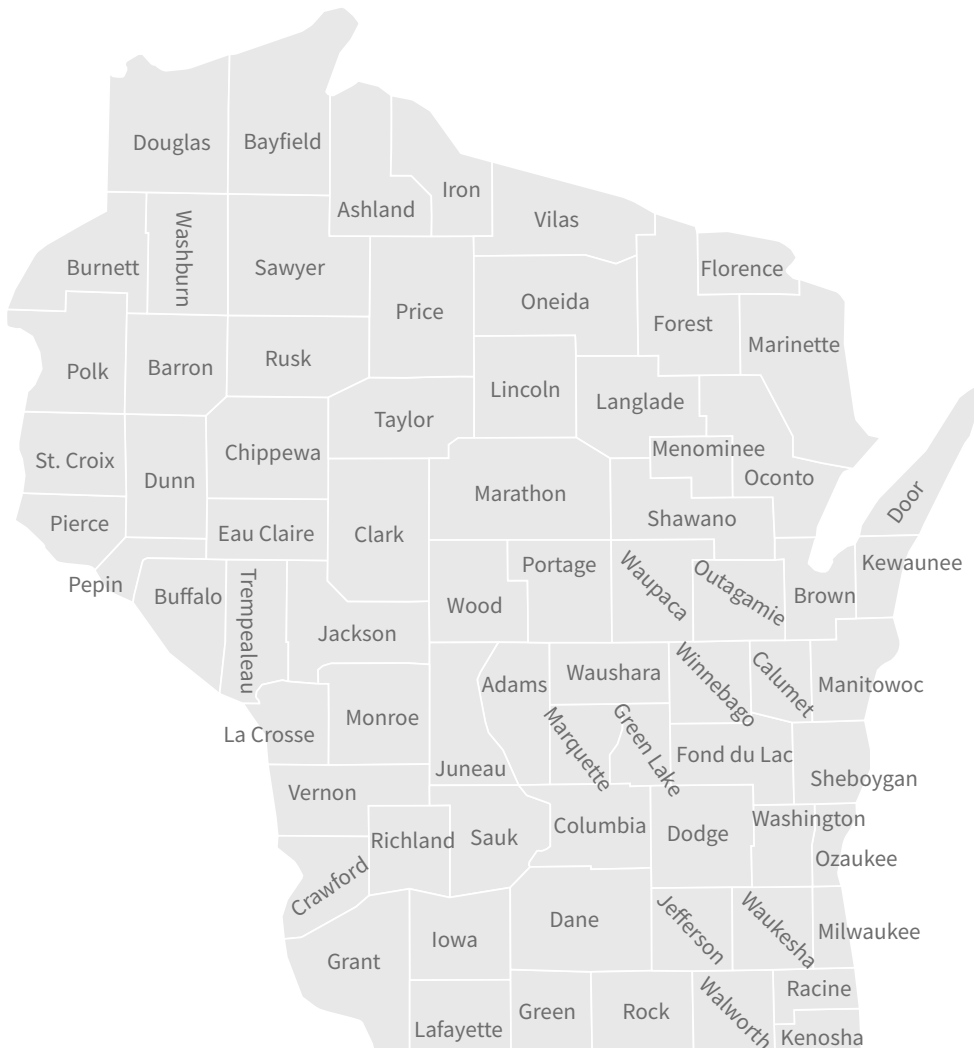 Douglas
Bayfield
Iron
Ashland
Vilas
Washburn
Burnett
Sawyer
Florence
Price
Oneida
Forest
Marinette
Polk
Barron
Rusk
Lincoln
Langlade
Taylor
St. Croix
Dunn
Chippewa
Menominee
Oconto
Marathon
Door
Pierce
Eau Claire
Clark
Shawano
Kewaunee
Pepin
Buffalo
Trempealeau
Jackson
Wood
Portage
Waupaca
Outagamie
Brown
Adams
Waushara
Winnebago
Calumet
Manitowoc
La Crosse
Monroe
Juneau
Marquette
Green Lake
Fond du Lac
Sheboygan
Vernon
Richland
Sauk
Columbia
Dodge
Washington
Ozaukee
Crawford
Iowa
Dane
Jefferson
Waukesha
Milwaukee
Grant
Lafayette
Green
Rock
Walworth
Racine
Kenosha